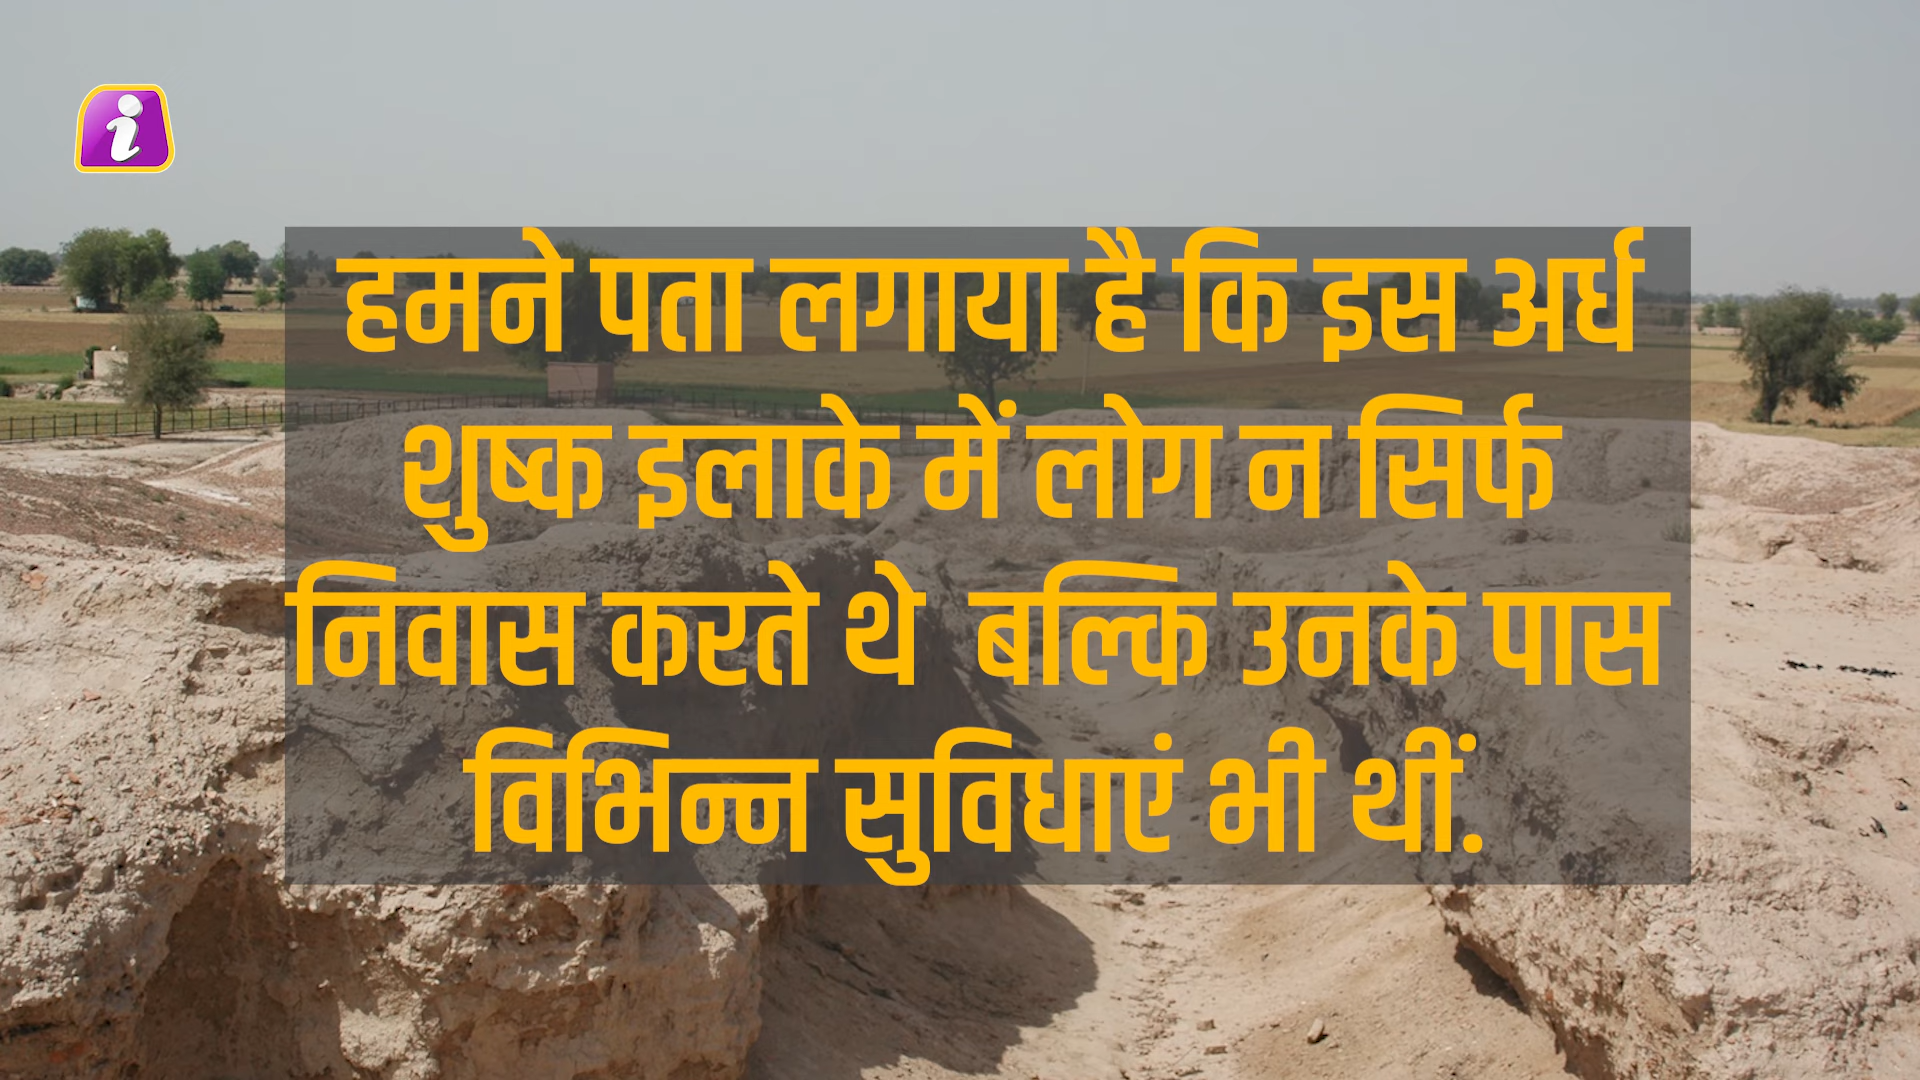 i
हमने पता लगाया है कि इस अर्ध
शुष्क इलाके में लोग न सिर्फ
निवास करते थे  बल्कि उनके पास
विभिन्न सुविधाएं भी थीं.